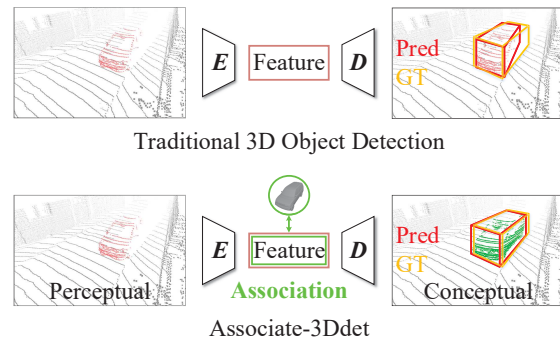 E Feature D Pred
GT
Traditional 3D Object Detection
E Feature D Pred
GT
Perceptual Association Conceptual
Associate-3Ddet